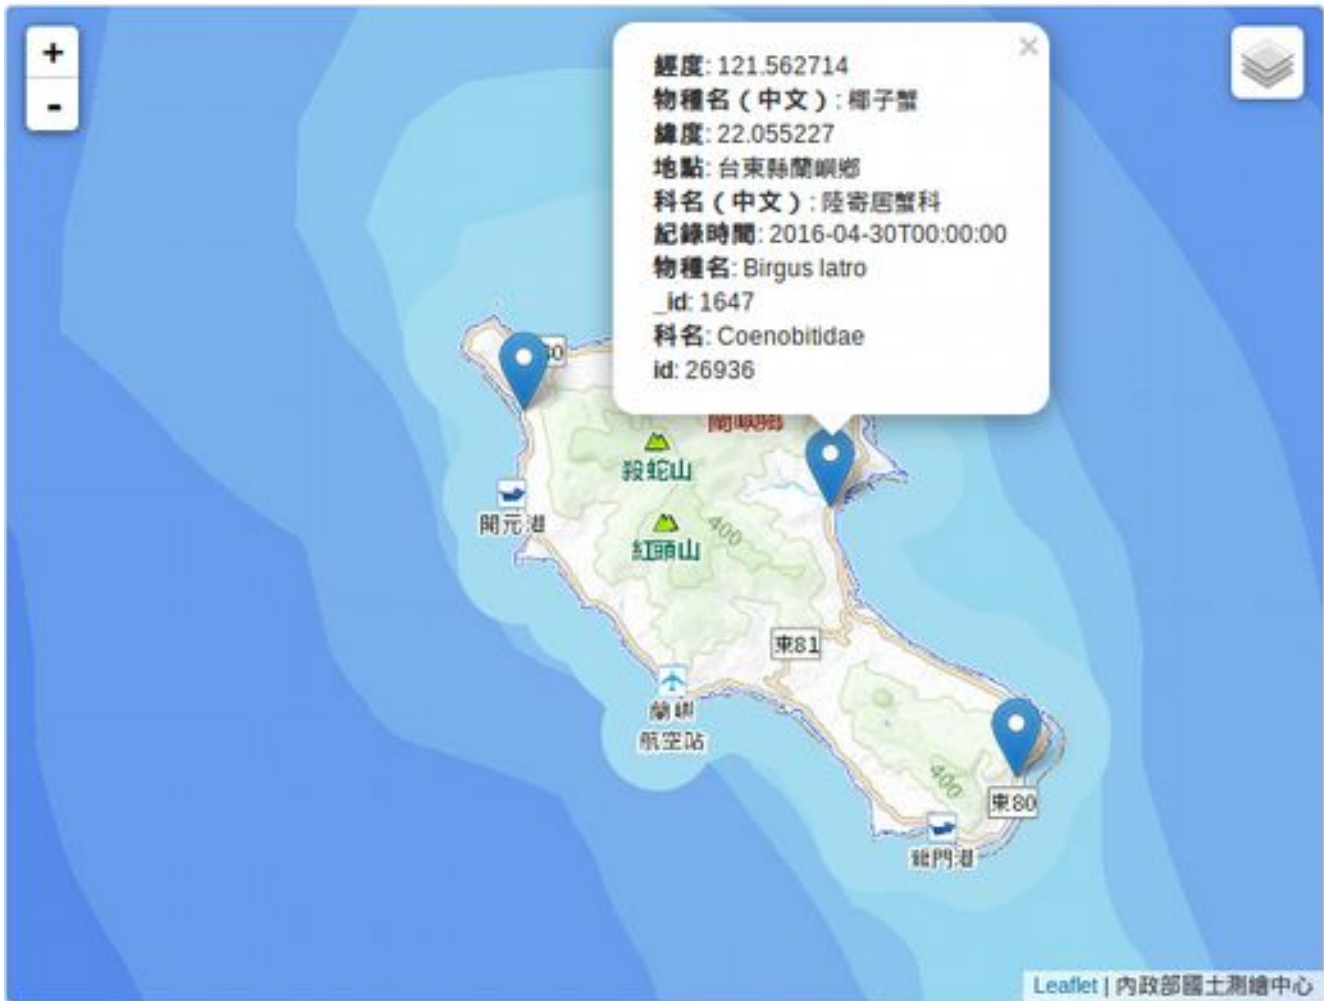 +
-
×
經度: 121.562714
物種名（中文）: 椰子蟹
緯度: 22.055227
地點: 台東縣蘭嶼鄉
科名（中文）: 陸寄居蟹科
紀錄時間: 2016-04-30T00:00:00
物種名: Birgus latro
_id: 1647
科名: Coenobitidae
id: 26936
蘭嶼鄉
殺蛇山
開元港
紅頭山
400
東81
蘭嶼
航空站
400
東80
龍門港
Leaflet | 內政部國土測繪中心